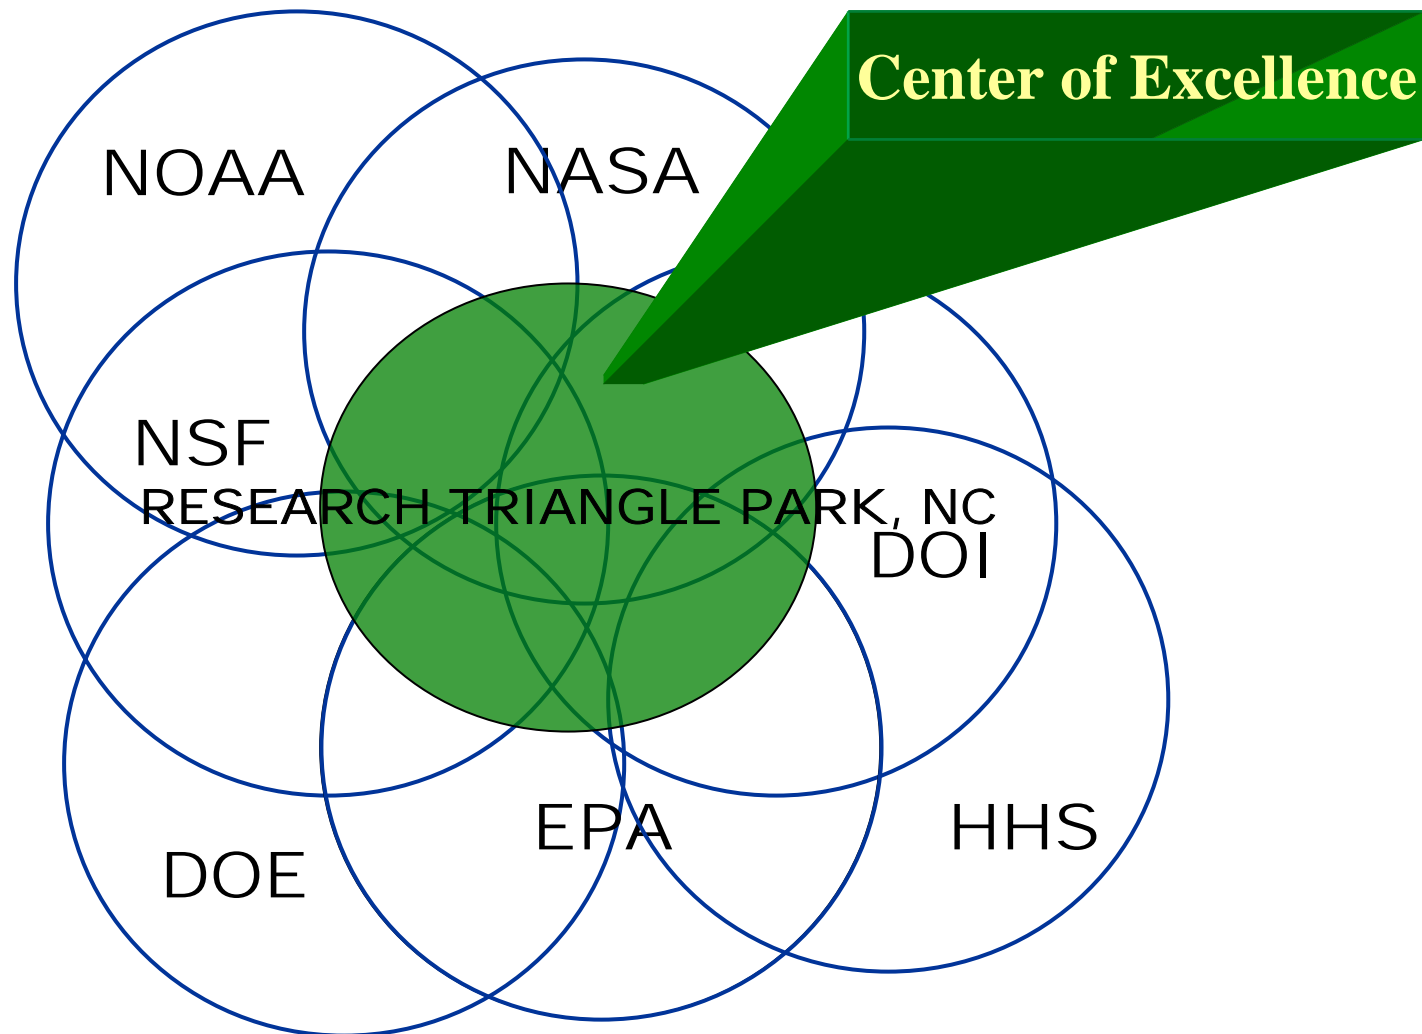 Center of Excellence
NOAA
NASA
NSF
RESEARCH TRIANGLE PARK, NC
DOI
EPA
HHS
DOE